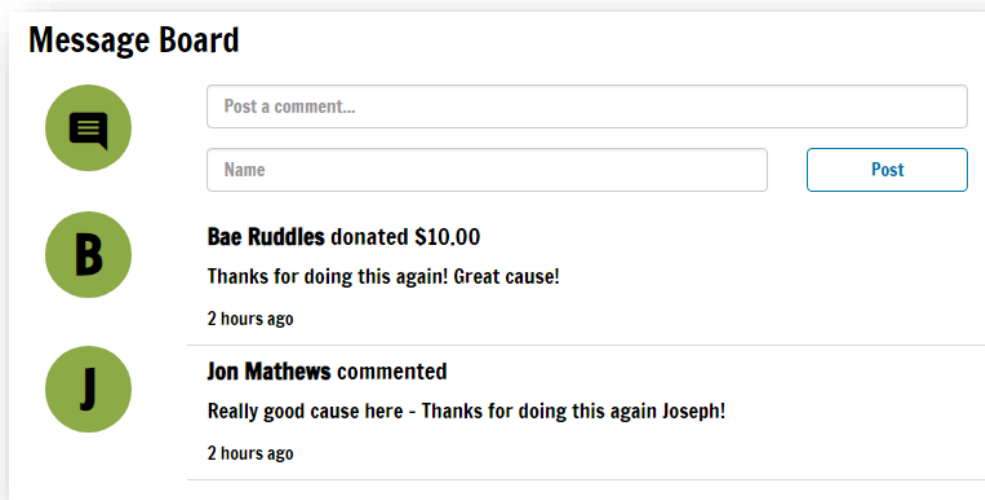 Message Board
Post a comment...
Name
Post
B
Bae Ruddles donated $10.00
Thanks for doing this again! Great cause!
2 hours ago
J
Jon Mathews commented
Really good cause here - Thanks for doing this again Joseph!
2 hours ago